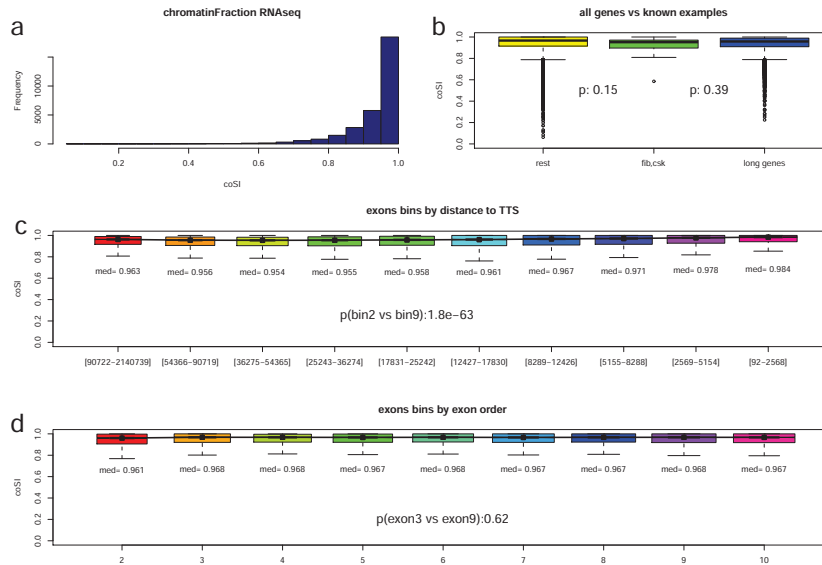 a
chromatinFraction RNAseq
Frequency
0
5000
10000
0.2
0.4
0.6
0.8
1.0
coSI
b
all genes vs known examples
coSI
0.0
0.2
0.4
0.6
0.8
1.0
p: 0.15
p: 0.39
rest
fib,csk
long genes
c
exons bins by distance to TTS
coSI
0.0
0.2
0.4
0.6
0.8
1.0
med= 0.963
med= 0.956
med= 0.954
med= 0.955
med= 0.958
med= 0.961
med= 0.967
med= 0.971
med= 0.978
med= 0.984
p(bin2 vs bin9):1.8e−63
[90722−2140739]
[54366−90719]
[36275−54365]
[25243−36274]
[17831−25242]
[12427−17830]
[8289−12426]
[5155−8288]
[2569−5154]
[92−2568]
d
exons bins by exon order
coSI
0.0
0.2
0.4
0.6
0.8
1.0
med= 0.961
med= 0.968
med= 0.968
med= 0.967
med= 0.968
med= 0.967
med= 0.967
med= 0.968
med= 0.967
p(exon3 vs exon9):0.62
2
3
4
5
6
7
8
9
10